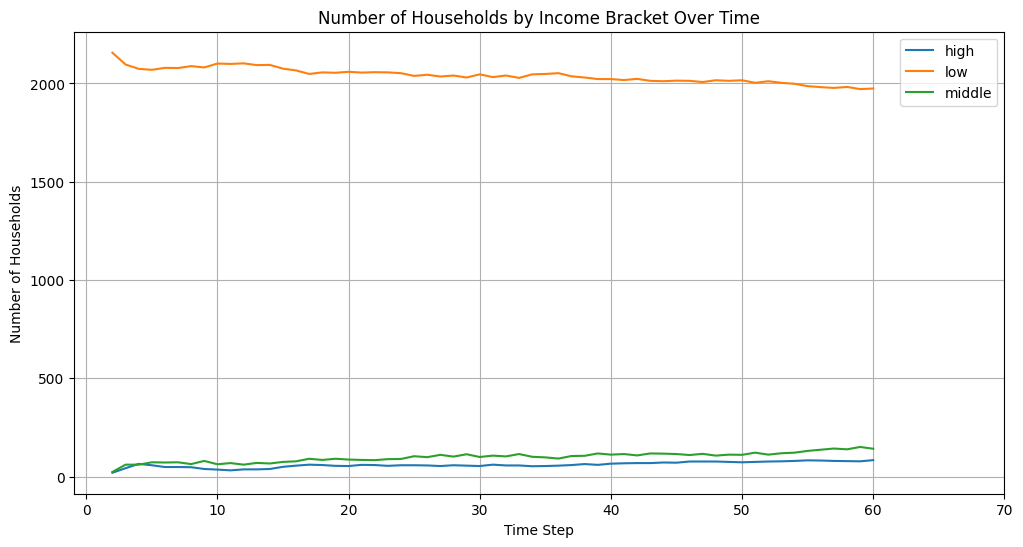 Number of Households by Income Bracket Over Time
high
low
middle
Number of Households
2000
1500
1000
500
0
0 10 20 30 40 50 60 70
Time Step